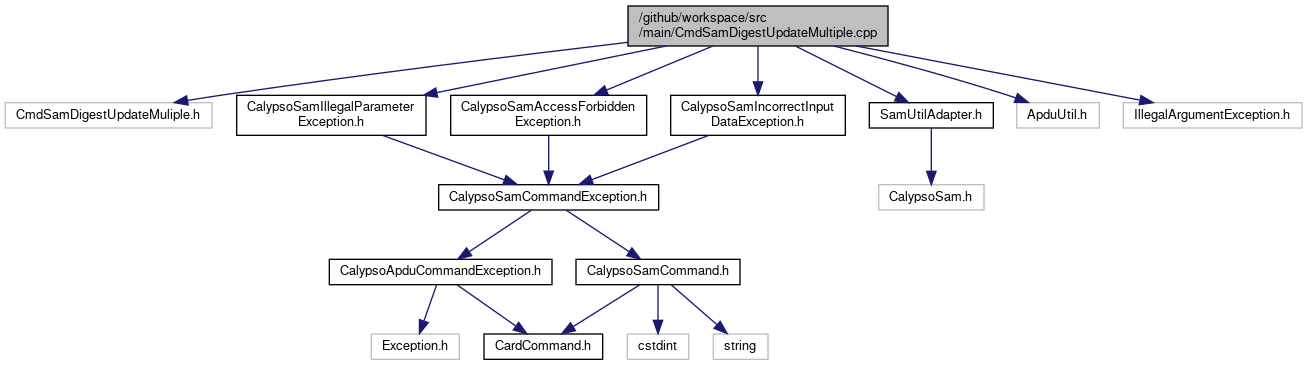 /github/workspace/src
/main/CmdSamDigestUpdateMultiple.cpp
CmdSamDigestUpdateMuliple.h
CalypsoSamIllegalParameter
Exception.h
CalypsoSamAccessForbidden
Exception.h
CalypsoSamIncorrectInput
DataException.h
SamUtilAdapter.h
ApduUtil.h
IllegalArgumentException.h
CalypsoSamCommandException.h
CalypsoSam.h
CalypsoApduCommandException.h
CalypsoSamCommand.h
Exception.h
CardCommand.h
cstdint
string